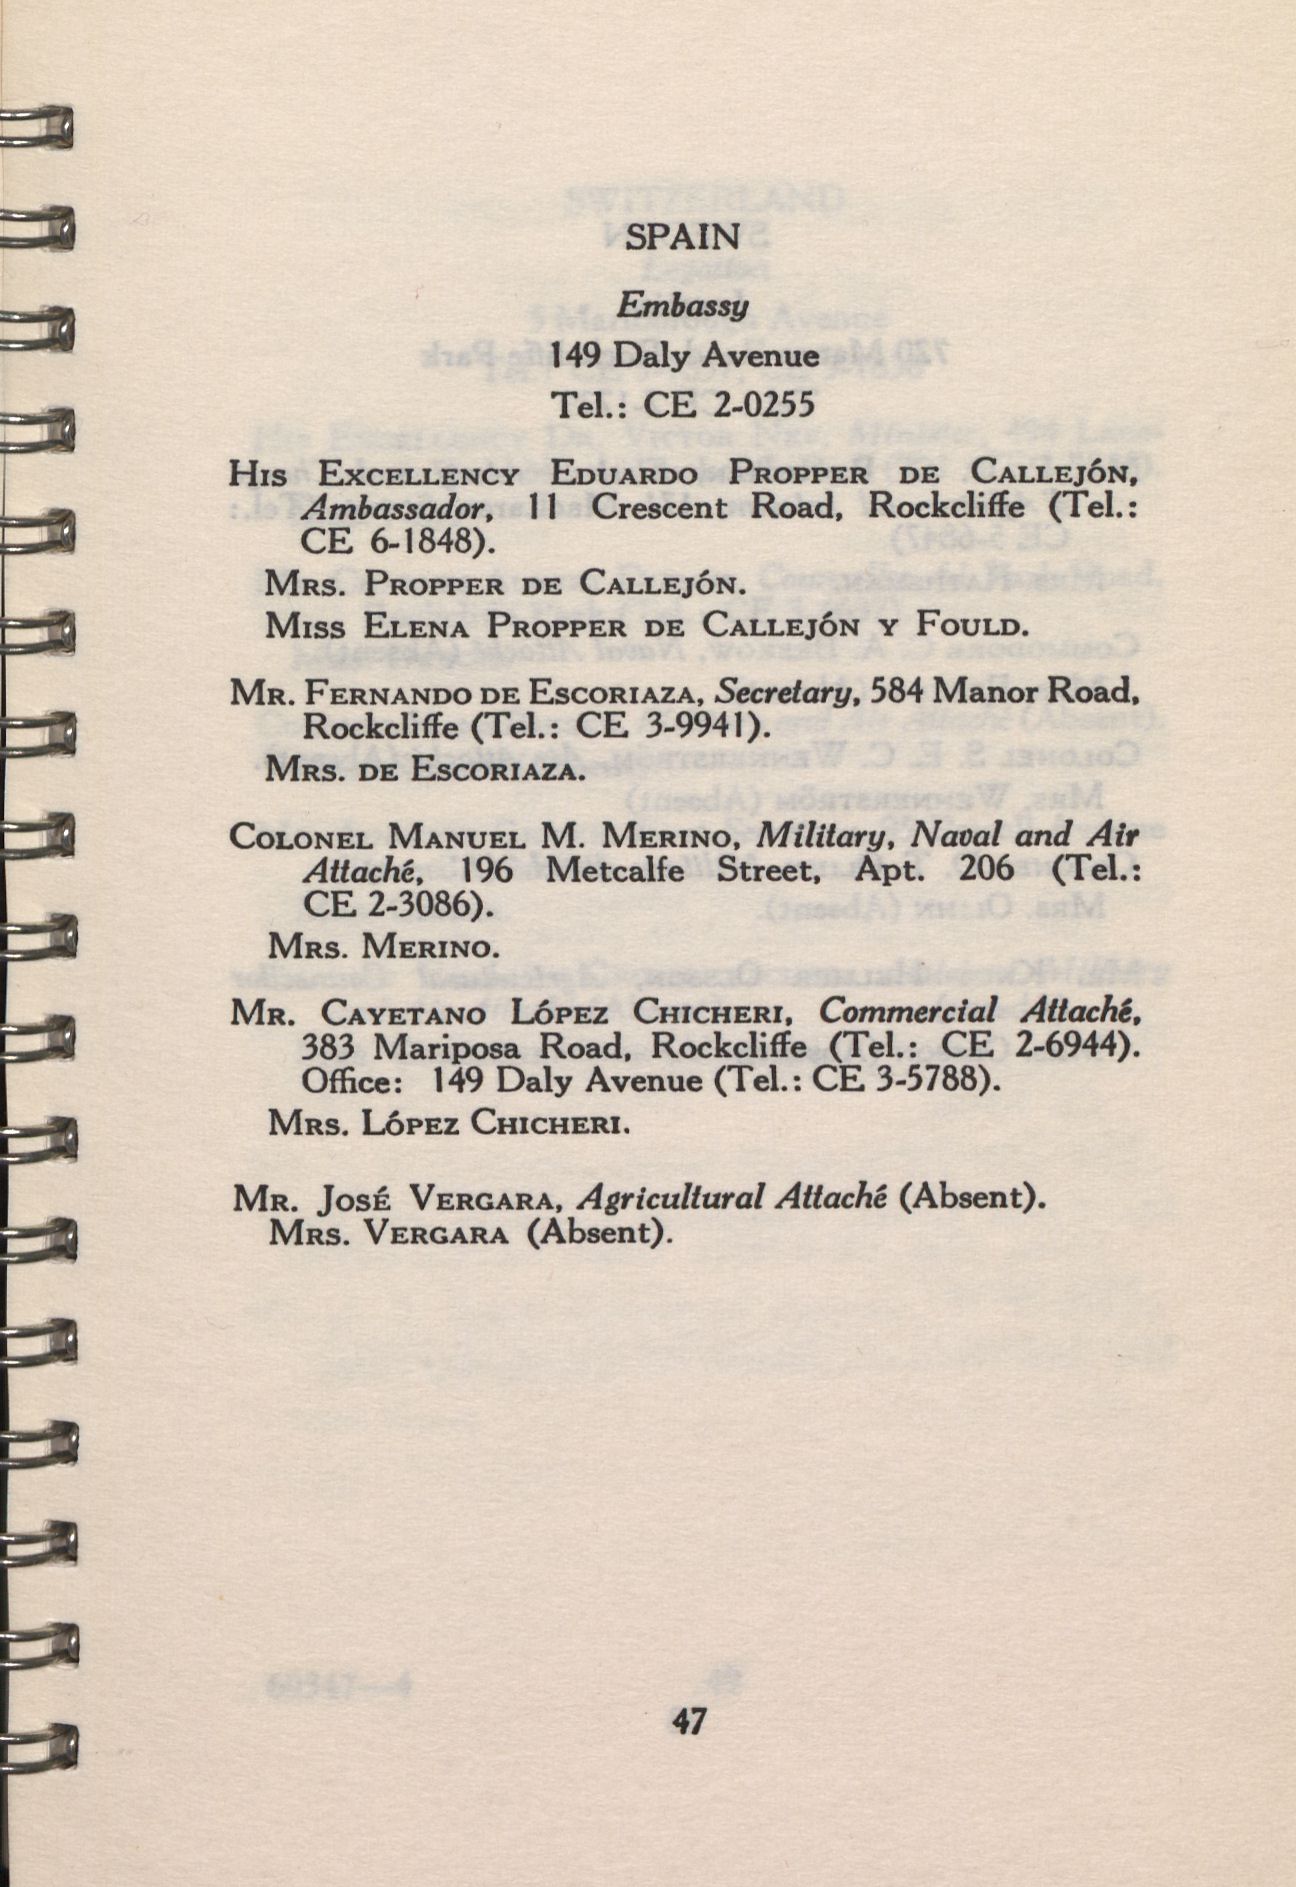 SPAIN
Embassy
149 Daly Avenue
Tel.: CE 2-0255
His Excellency Eduardo Propper de Callejón,
Ambassador, 11 Crescent Road, Rockcliffe (Tel.:
CE 6-1848).
Mrs. Propper de Callejón.
Miss Elena Propper de Callejón y Fould.
Mr. Fernando de Escoriaza, Secretary, 584 Manor Road,
Rockcliffe (Tel.: CE 3-9941).
Mrs. de Escoriaza.
Colonel Manuel M. Merino, Military, Naval and Air
Attaché, 196 Metcalfe Street, Apt. 206 (Tel.:
CE 2-3086).
Mrs. Merino.
Mr. Cayetano López Chicheri, Commercial Attaché,
383 Mariposa Road, Rockcliffe (Tel.: CE 2-6944).
Office: 149 Daly Avenue (Tel.: CE 3-5788).
Mrs. López Chicheri.
Mr. José Vergara, Agricultural Attaché (Absent).
Mrs. Vergara (Absent).
47